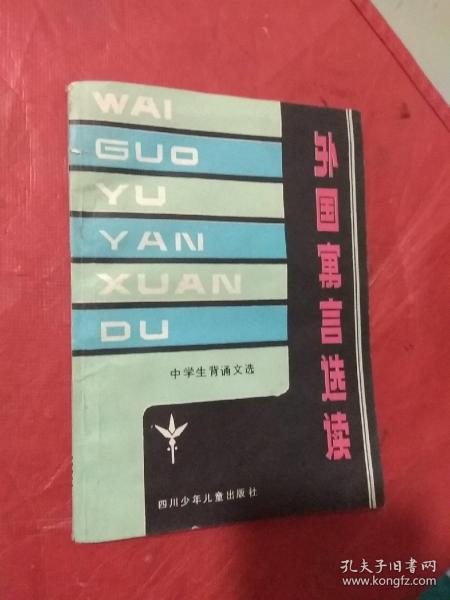 WAI
GUO
YU
YAN
XUAN
DU
外国寓言选读
中学生背诵文选
四川少年儿童出版社
孔夫子旧书网
www.kongfz.com